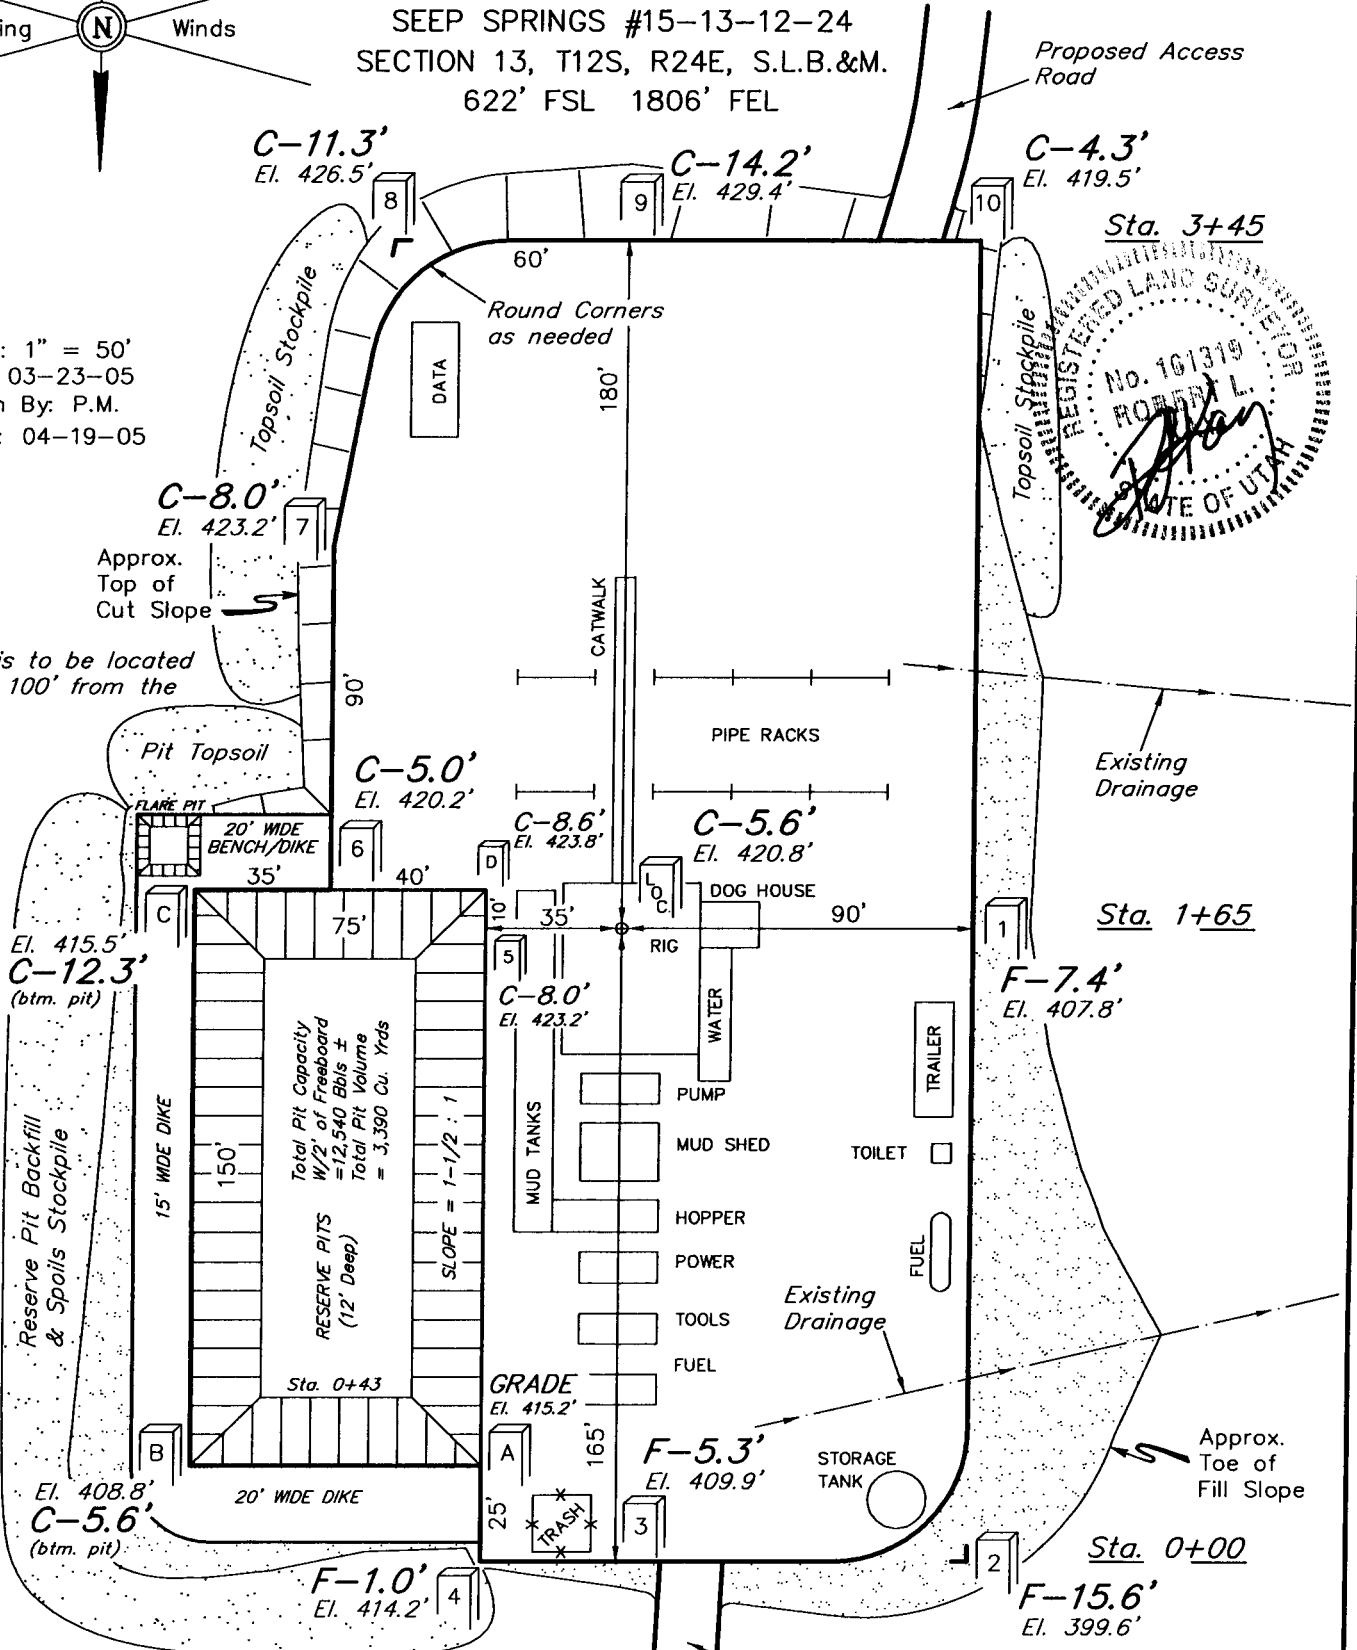 ing
N
Winds
SEEP SPRINGS #15-13-12-24
SECTION 13, T12S, R24E, S.L.B.&M.
622' FSL 1806' FEL
Proposed Access
Road
C-11.3'
El. 426.5'
8
C-14.2'
El. 429.4'
9
C-4.3'
El. 419.5'
10
Sta. 3+45
60'
Round Corners
as needed
Topsoil Stockpile
DATA
180'
Topsoil Stockpile
REGISTERED LAND SURVEYOR
No. 161319
ROBERT L.
STATE OF UTAH
: 1" = 50'
03-23-05
n By: P.M.
: 04-19-05
C-8.0'
El. 423.2'
7
Approx.
Top of
Cut Slope
CATWALK
is to be located
100' from the
90'
PIPE RACKS
Existing
Drainage
Pit Topsoil
C-5.0'
El. 420.2'
6
FLARE PIT
20' WIDE
BENCH/DIKE
C-8.6'
El. 423.8'
D
C-5.6'
El. 420.8'
LOC.
DOG HOUSE
35'
40'
C
75'
10'
35'
RIG
90'
1
Sta. 1+65
El. 415.5'
C-12.3'
(btm. pit)
5
C-8.0'
El. 423.2'
F-7.4'
El. 407.8'
WATER
TRAILER
Total Pit Capacity
W/2' of Freeboard
=12,540 Bbls ±
Total Pit Volume
= 3,390 Cu. Yrds
PUMP
MUD SHED
TOILET
MUD TANKS
HOPPER
15' WIDE DIKE
150'
SLOPE = 1-1/2 : 1
RESERVE PITS
(12' Deep)
Reserve Pit Backfill
& Spoils Stockpile
POWER
FUEL
TOOLS
Existing
Drainage
FUEL
Sta. 0+43
GRADE
El. 415.2'
A
165'
B
El. 408.8'
C-5.6'
(btm. pit)
20' WIDE DIKE
25'
TRASH
F-5.3'
El. 409.9'
3
STORAGE
TANK
Approx.
Toe of
Fill Slope
Sta. 0+00
2
F-15.6'
El. 399.6'
F-1.0'
El. 414.2'
4